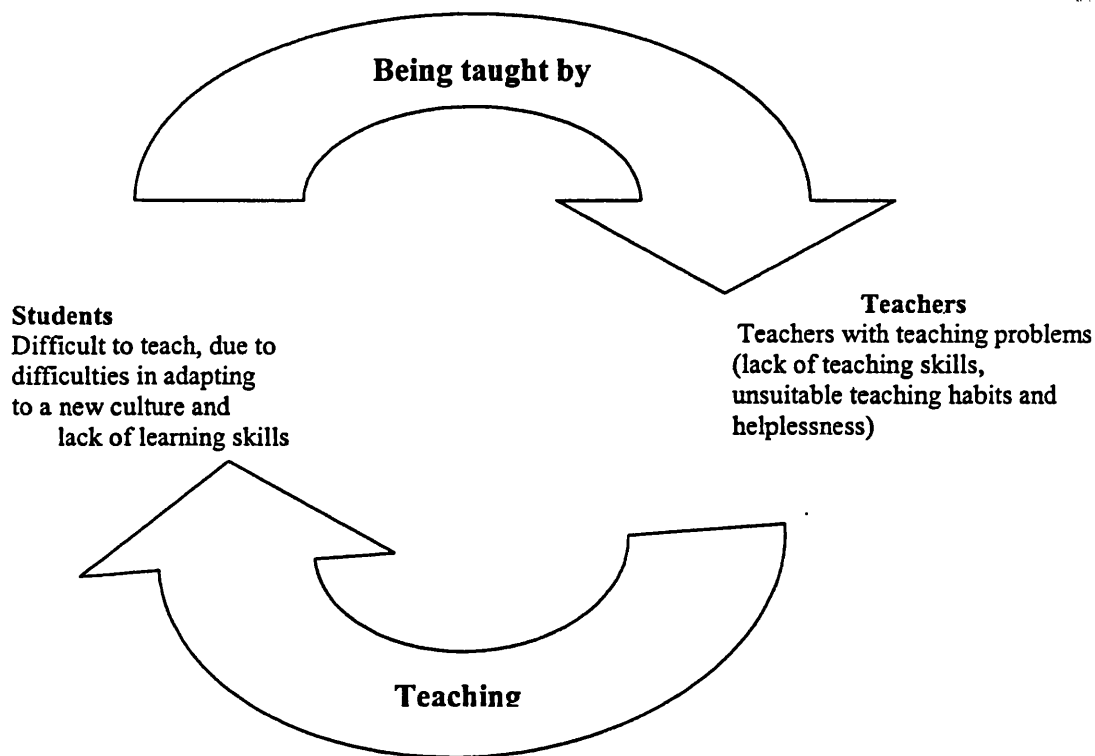 Being taught by
Students
Difficult to teach, due to
difficulties in adapting
to a new culture and
lack of learning skills
Teachers
Teachers with teaching problems
(lack of teaching skills,
unsuitable teaching habits and
helplessness)
Teaching